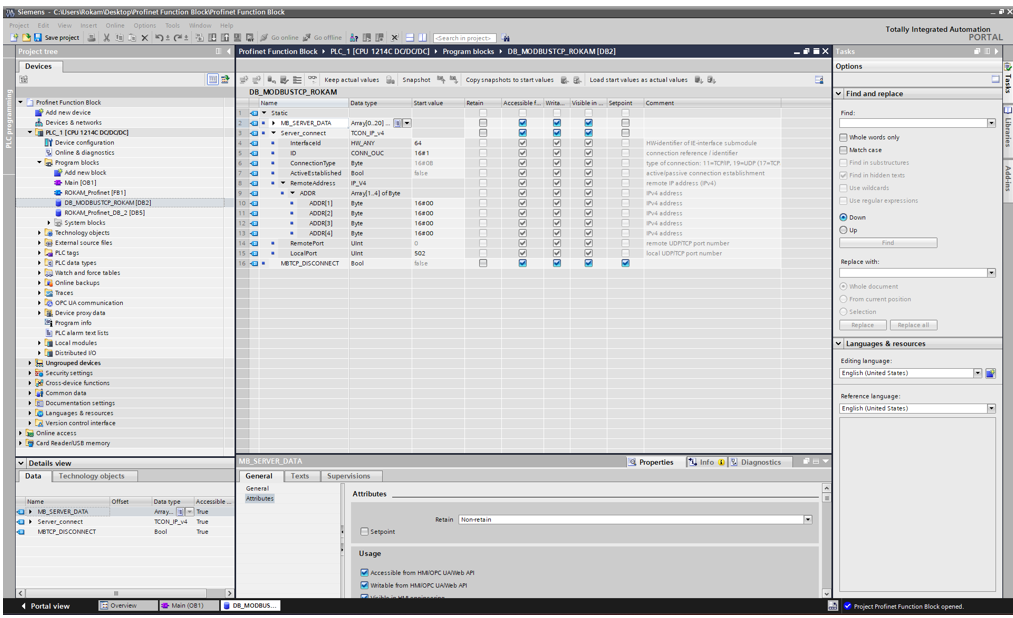 Siemens - C:\Users\Rokam\Desktop\Profinet Function Block\Profinet Function Block
Project Edit View Insert Online Options Tools Window Help
Totally Integrated Automation
PORTAL
Save project Go online Go offline <Search in project>
Project tree
Profinet Function Block PLC_1 [CPU 1214C DC/DC/DC] Program blocks DB_MODBUSTCP_ROKAM [DB2]
Tasks
Devices
Options
PLC programming
Tasks
Libraries
Add-ins
Keep actual values Snapshot Copy snapshots to start values Load start values as actual values
DB_MODBUSTCP_ROKAM
Name Data type Start value Retain Accessible f... Writa... Visible in ... Setpoint Comment
1 Static
2 MB_SERVER_DATA Array[0..20] ...
3 Server_connect TCON_IP_v4
4 InterfaceId HW_ANY 64 HW-identifier of IE-interface submodule
5 ID CONN_OUC 16#1 connection reference / identifier
6 ConnectionType Byte 16#0B type of connection: 11=TCP/IP, 19=UDP (17=TCP
7 ActiveEstablished Bool false active/passive connection establishment
8 RemoteAddress IP_V4 remote IP address (IPv4)
9 ADDR Array[1..4] of Byte IPv4 address
10 ADDR[1] Byte 16#00 IPv4 address
11 ADDR[2] Byte 16#00 IPv4 address
12 ADDR[3] Byte 16#00 IPv4 address
13 ADDR[4] Byte 16#00 IPv4 address
14 RemotePort UInt 0 remote UDP/TCP port number
15 LocalPort UInt 502 local UDP/TCP port number
16 MBTCP_DISCONNECT Bool false
Profinet Function Block
Add new device
Devices & networks
PLC_1 [CPU 1214C DC/DC/DC]
Device configuration
Online & diagnostics
Program blocks
Add new block
Main [OB1]
ROKAM_Profinet [FB1]
DB_MODBUSTCP_ROKAM [DB2]
ROKAM_Profinet_DB_2 [DB5]
System blocks
Technology objects
External source files
PLC tags
PLC data types
Watch and force tables
Online backups
Traces
OPC UA communication
Device proxy data
Program info
PLC alarm text lists
Local modules
Distributed I/O
Ungrouped devices
Security settings
Cross-device functions
Common data
Documentation settings
Languages & resources
Version control interface
Online access
Card Reader/USB memory
Find and replace
Find:
Whole words only
Match case
Find in substructures
Find in hidden texts
Use wildcards
Use regular expressions
Down
Up
Find
Replace with:
Whole document
From current position
Selection
Replace Replace all
Languages & resources
Editing language:
English (United States)
Reference language:
English (United States)
Details view
Data Technology objects
Name Offset Data type Accessible ...
MB_SERVER_DATA Array... True
Server_connect TCON_IP_v4 True
MBTCP_DISCONNECT Bool True
MB_SERVER_DATA
Properties Info Diagnostics
General Texts Supervisions
General
Attributes
Attributes
Retain Non-retain
Setpoint
Usage
Accessible from HMI/OPC UA/Web API
Writable from HMI/OPC UA/Web API
Visible in HMI engineering
Portal view Overview Main (OB1) DB_MODBUS... Project Profinet Function Block opened.